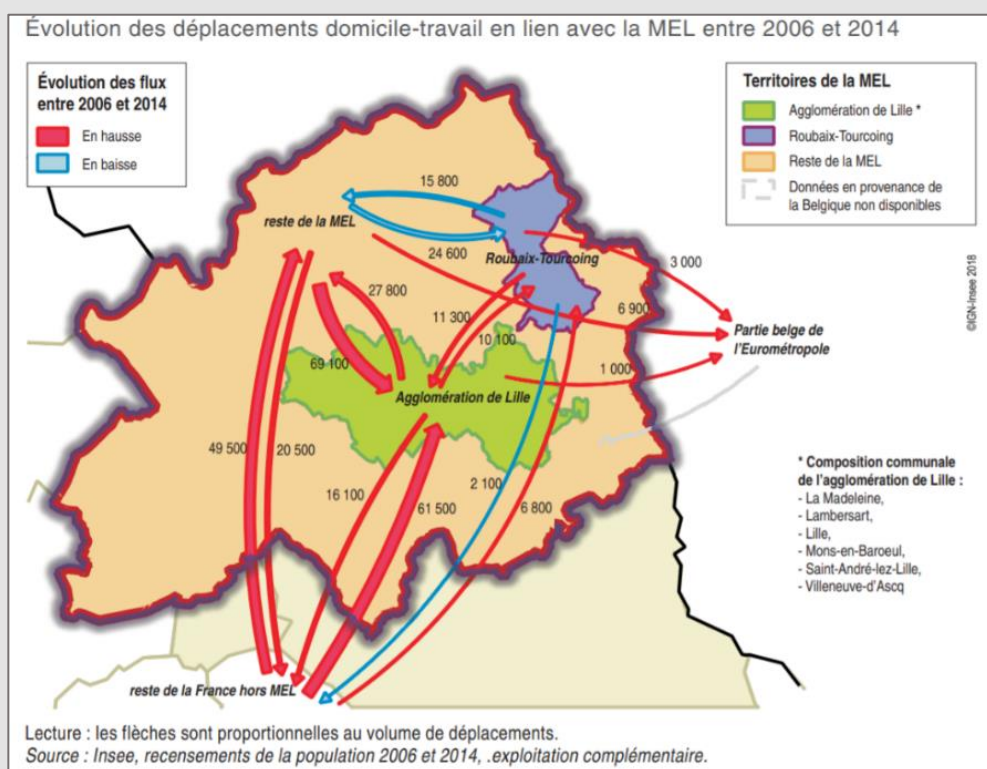 Évolution des déplacements domicile-travail en lien avec la MEL entre 2006 et 2014
Évolution des flux
entre 2006 et 2014
En hausse
En baisse
Territoires de la MEL
Agglomération de Lille *
Roubaix-Tourcoing
Reste de la MEL
Données en provenance de
la Belgique non disponibles
15 800
reste de la MEL
24 600
Roubaix-Tourcoing
3 000
27 800
6 900
11 300
10 100
Partie belge de
l'Eurométropole
©IGN-Insee 2018
69 100
1 000
Agglomération de Lille
49 500
20 500
16 100
61 500
2 100
6 800
* Composition communale
de l'agglomération de Lille :
- La Madeleine,
- Lambersart,
- Lille,
- Mons-en-Baroeul,
- Saint-André-lez-Lille,
- Villeneuve-d'Ascq
reste de la France hors MEL
Lecture : les flèches sont proportionnelles au volume de déplacements.
Source : Insee, recensements de la population 2006 et 2014, .exploitation complémentaire.